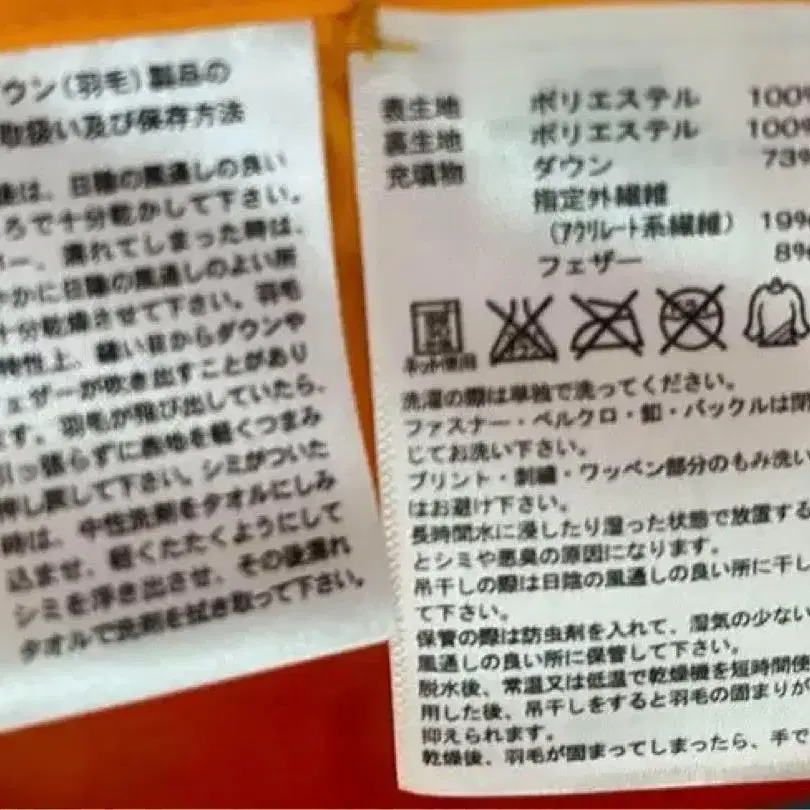 ウン(羽毛)製品の
取扱い及び保存方法
後は、日陰の風通しの良い
ろで十分乾かして下さい。
ー、濡れてしまった時は、
やかに日陰の風通しのよい所
十分乾燥させて下さい。羽毛
特性上、縫い目からダウンや
ェザーが吹き出すことがあり
ます。羽毛が飛び出していたら、
引っ張らずに表地を軽くつまみ
押し戻して下さい。シミがついた
時は、中性洗剤をタオルにしみ
込ませ、軽くたたくようにして
シミを浮き出させ、その後濡れ
タオルで洗剤を拭き取って下さい。
表生地 ポリエステル 100%
裏生地 ポリエステル 100%
充填物 ダウン 73%
指定外繊維
(アクリレート系繊維) 19%
フェザー 8%
ネット使用
洗濯の際は単独で洗ってください。
ファスナー・ベルクロ・釦・バックルは閉
じてお洗い下さい。
プリント・刺繍・ワッペン部分のもみ洗い
はお避け下さい。
長時間水に浸したり湿った状態で放置する
とシミや悪臭の原因になります。
吊干しの際は日陰の風通しの良い所に干し
て下さい。
保管の際は防虫剤を入れて、湿気の少ない
風通しの良い所に保管して下さい。
脱水後、常温又は低温で乾燥機を短時間使
用した後、吊干しをすると羽毛の固まりが
抑えられます。
乾燥後、羽毛が固まってしまったら、手で